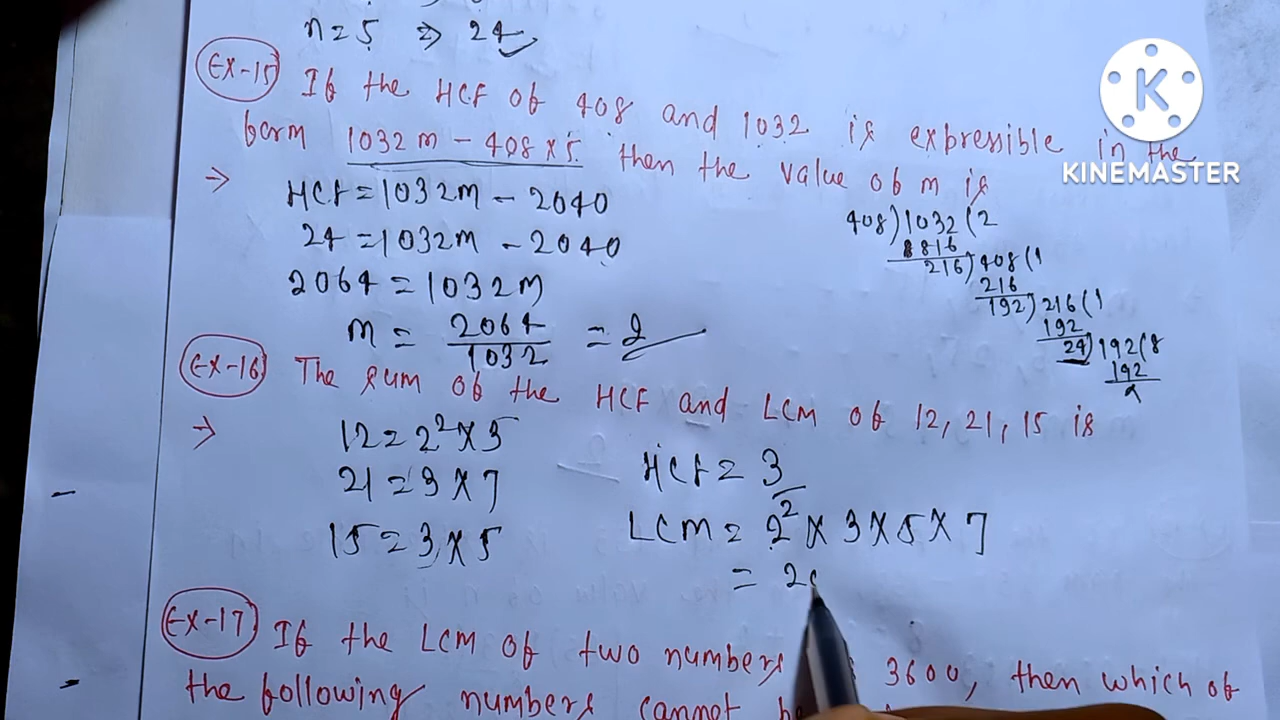 n = 5 ⇒ 24
Ex-15 If the HCF of 408 and 1032 is expressible in the
form 1032 m - 408 × 5 then the value of m is
→
HCF = 1032m - 2040
24 = 1032m - 2040
2064 = 1032m
m = 2064/1032 = 2
408)1032(2
816
216)408(1
216
192)216(1
192
24)192(8
192
Ex-16 The sum of the HCF and LCM of 12, 21, 15 is
→ 12 = 2² × 3
21 = 3 × 7
15 = 3 × 5
HCF = 3
LCM = 2² × 3 × 5 × 7
= 2
Ex-17 If the LCM of two numbers 3600, then which of
the following numbers cannot
K
KINEMASTER